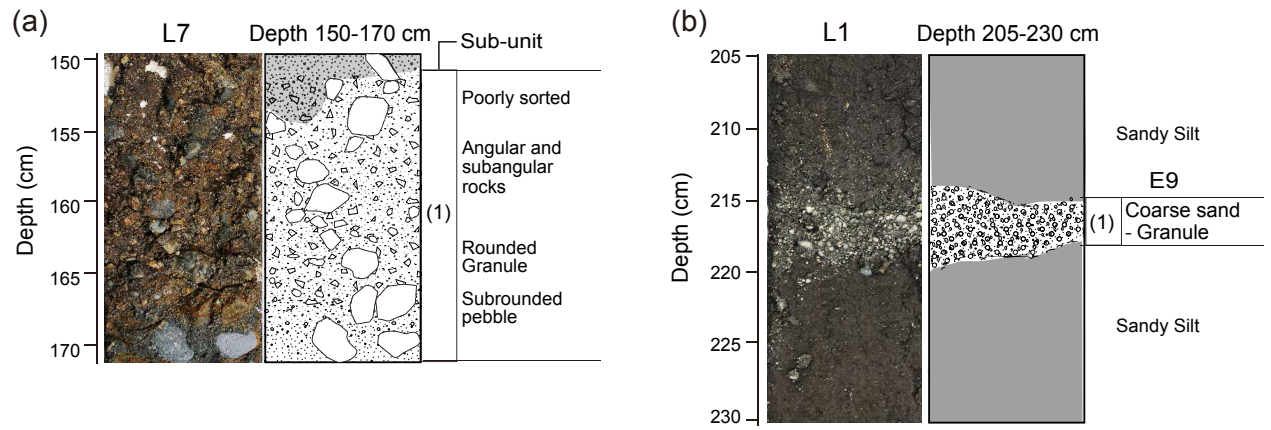 (a)
L7
Depth 150-170 cm
Sub-unit
Depth (cm)
150
155
160
165
170
Poorly sorted
Angular and
subangular
rocks
(1)
Rounded
Granule
Subrounded
pebble
(b)
L1
Depth 205-230 cm
Depth (cm)
205
210
215
220
225
230
Sandy Silt
E9
(1)
Coarse sand
- Granule
Sandy Silt